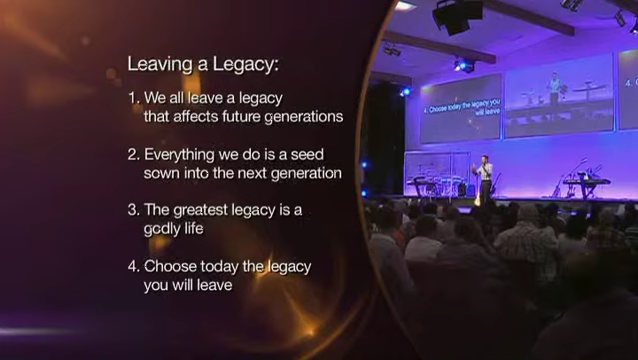 Leaving a Legacy:
1. We all leave a legacy
that affects future generations
2. Everything we do is a seed
sown into the next generation
3. The greatest legacy is a
godly life
4. Choose today the legacy
you will leave
4. Choose today the legacy you
will leave
4. C